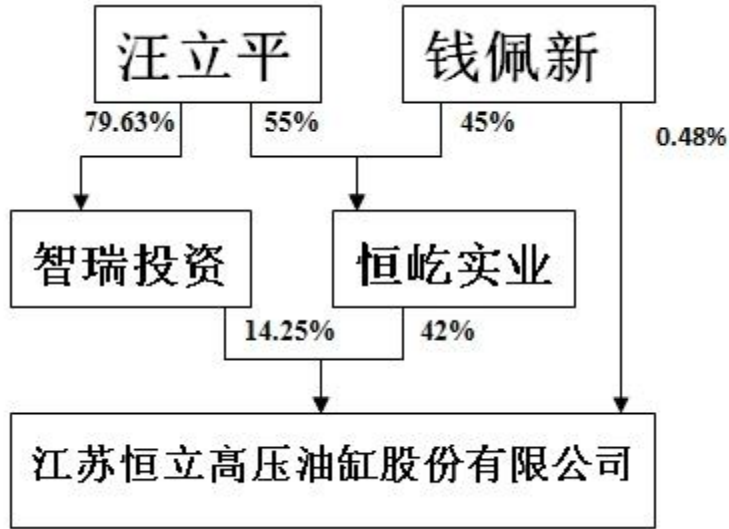 汪立平
钱佩新
79.63%
55%
45%
0.48%
智瑞投资
恒屹实业
14.25%
42%
江苏恒立高压油缸股份有限公司